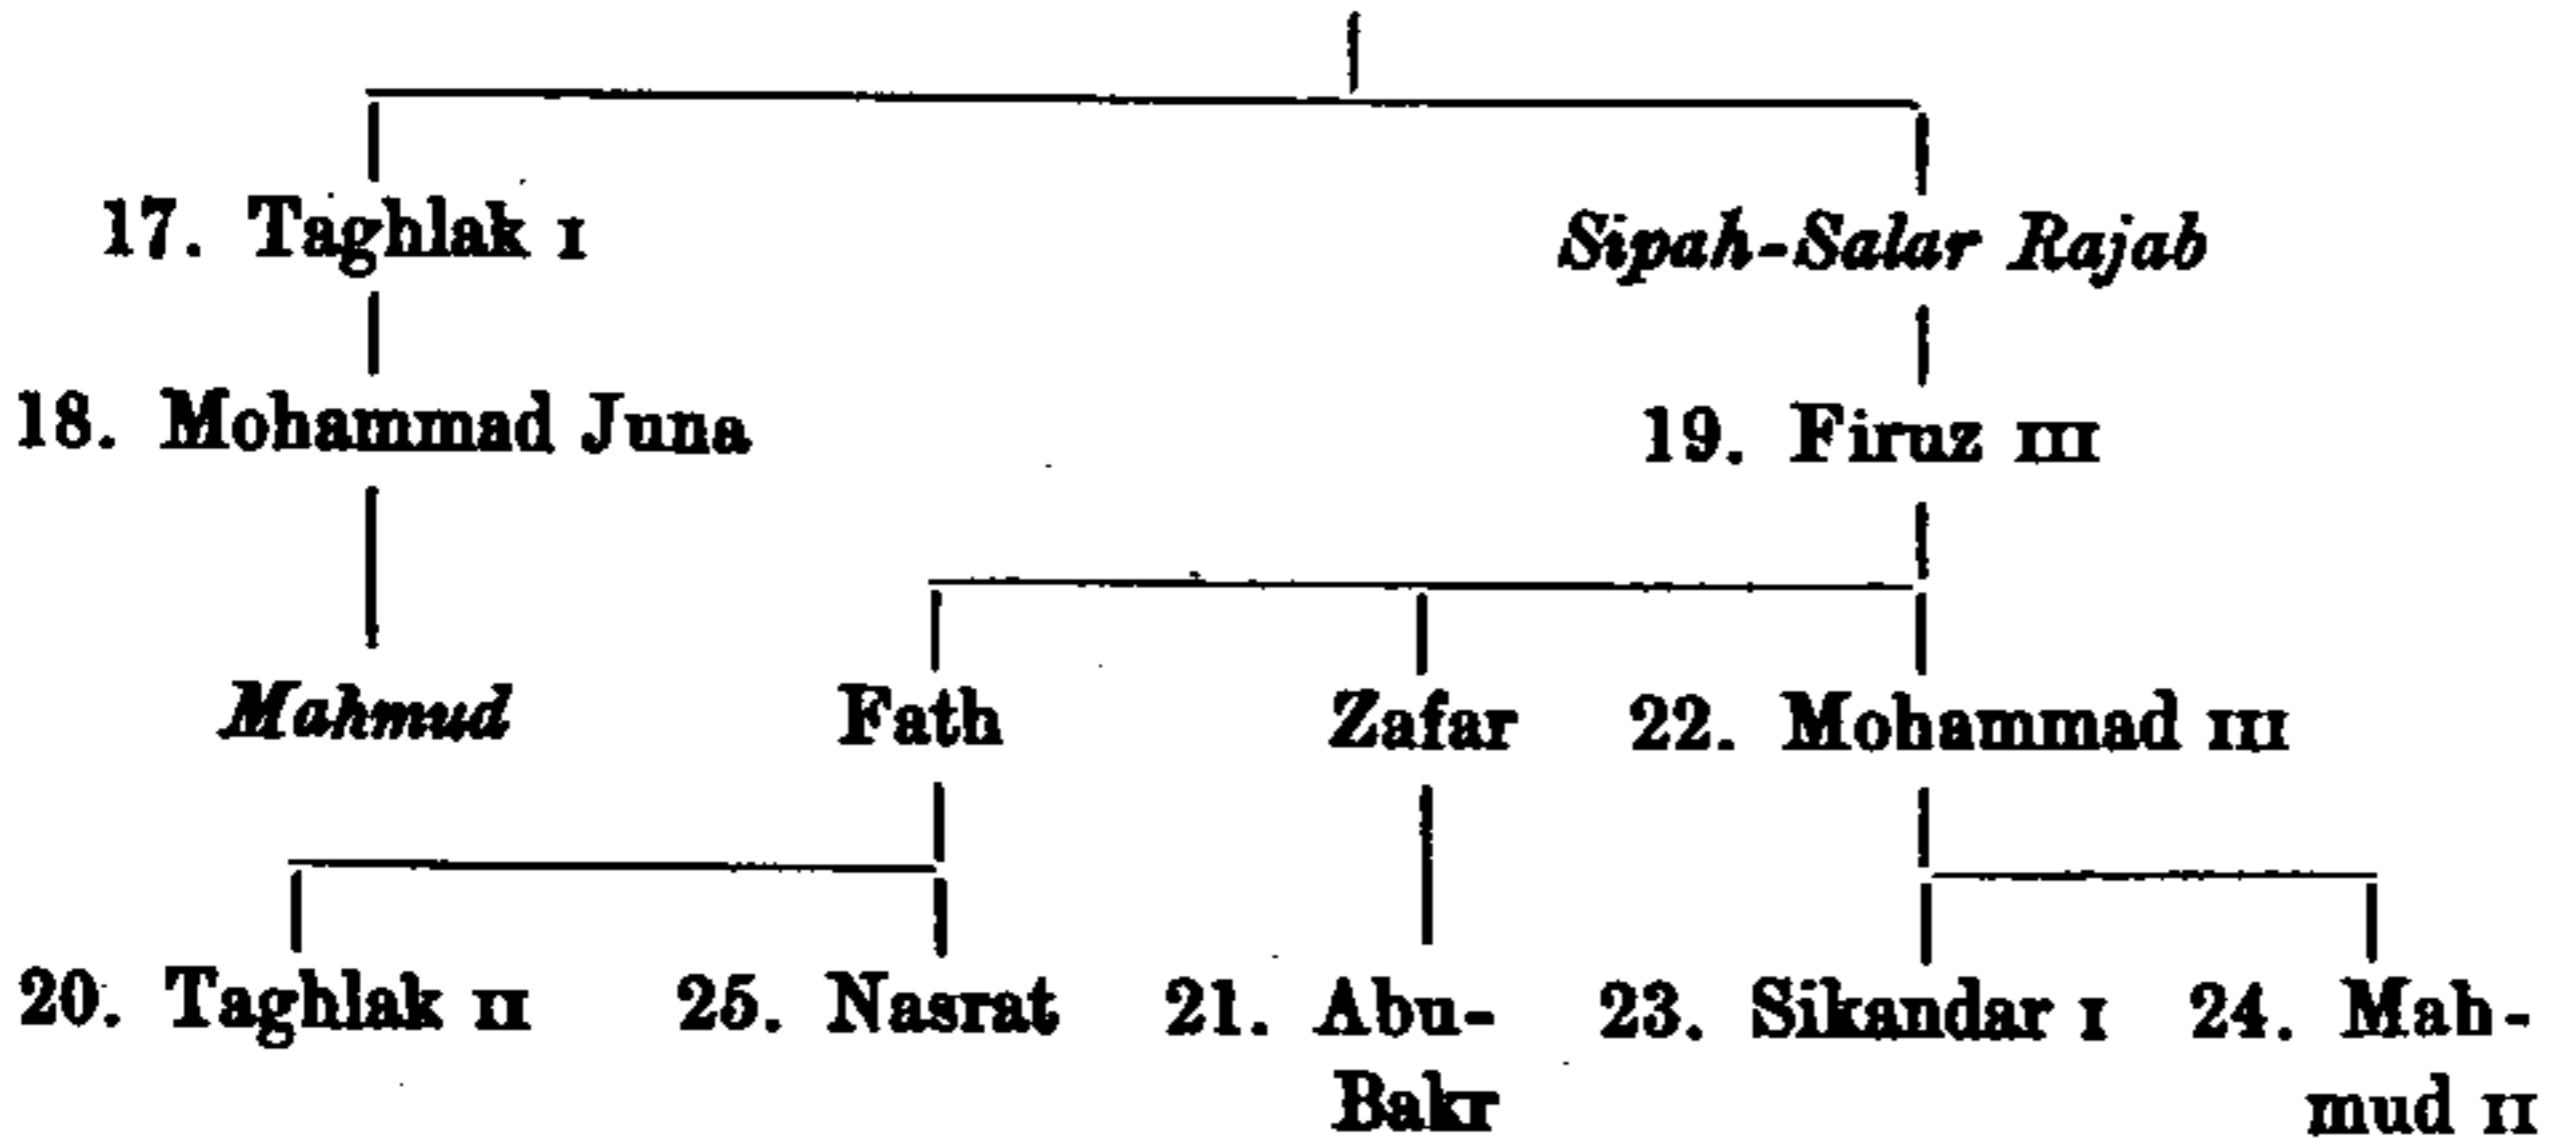 17. Taghlak I
Sipah-Salar Rajab
18. Mohammad Juna
19. Firuz III
Mahmud
Fath
Zafar
22. Mohammad III
20. Taghlak II
25. Nasrat
21. Abu-
Bakr
23. Sikandar I
24. Mah-
mud II